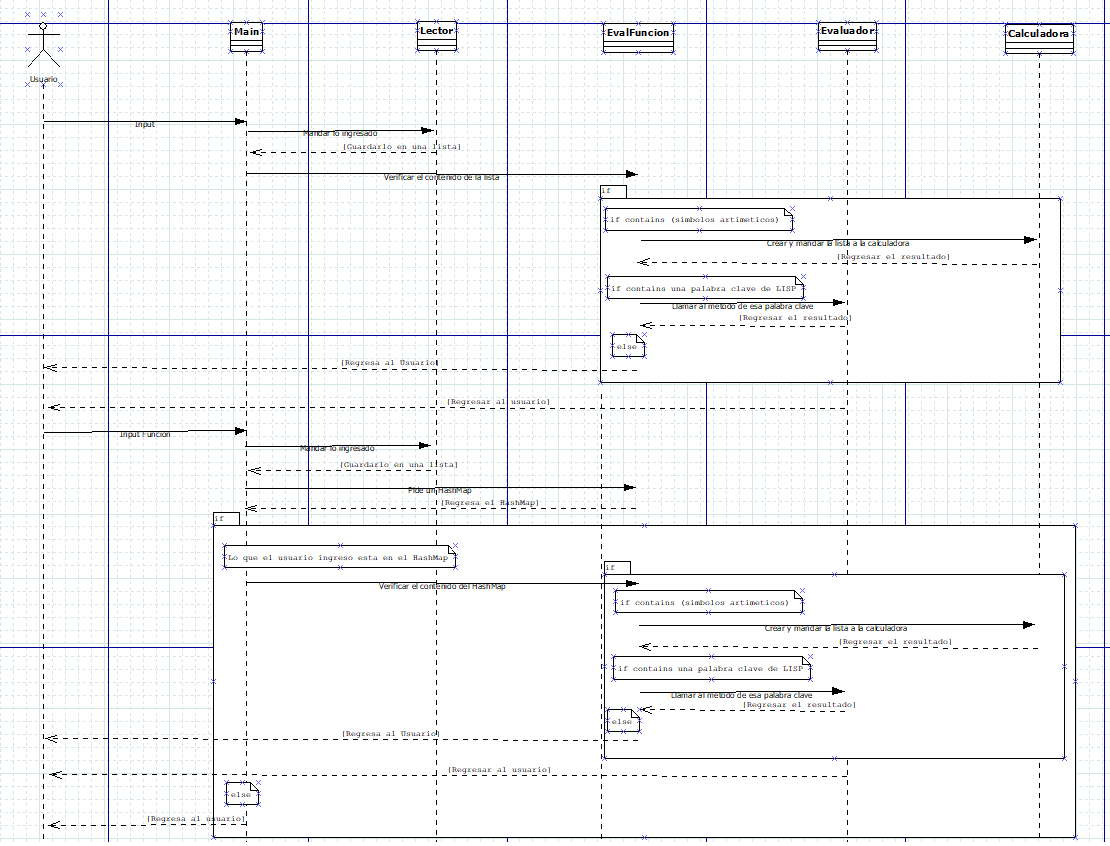 Main
Lector
EvalFuncion
Evaluador
Calculadora
Usuario
Input
Mandar lo ingresado
[Guardarlo en una lista]
Verificar el contenido de la lista
if
if contains (simbolos artimeticos)
Crear y mandar la lista a la calculadora
[Regresar el resultado]
if contains una palabra clave de LISP
Llamar al metodo de esa palabra clave
[Regresar el resultado]
else
[Regresa al Usuario]
[Regresar al usuario]
Input Funcion
Mandar lo ingresado
[Guardarlo en una lista]
Pide un HashMap
[Regresa el HashMap]
if
Lo que el usuario ingreso esta en el HashMap
if
Verificar el contenido del HashMap
if contains (simbolos artimeticos)
Crear y mandar la lista a la calculadora
[Regresar el resultado]
if contains una palabra clave de LISP
Llamar al metodo de esa palabra clave
[Regresar el resultado]
else
[Regresa al Usuario]
[Regresar al usuario]
else
[Regresa al usuario]